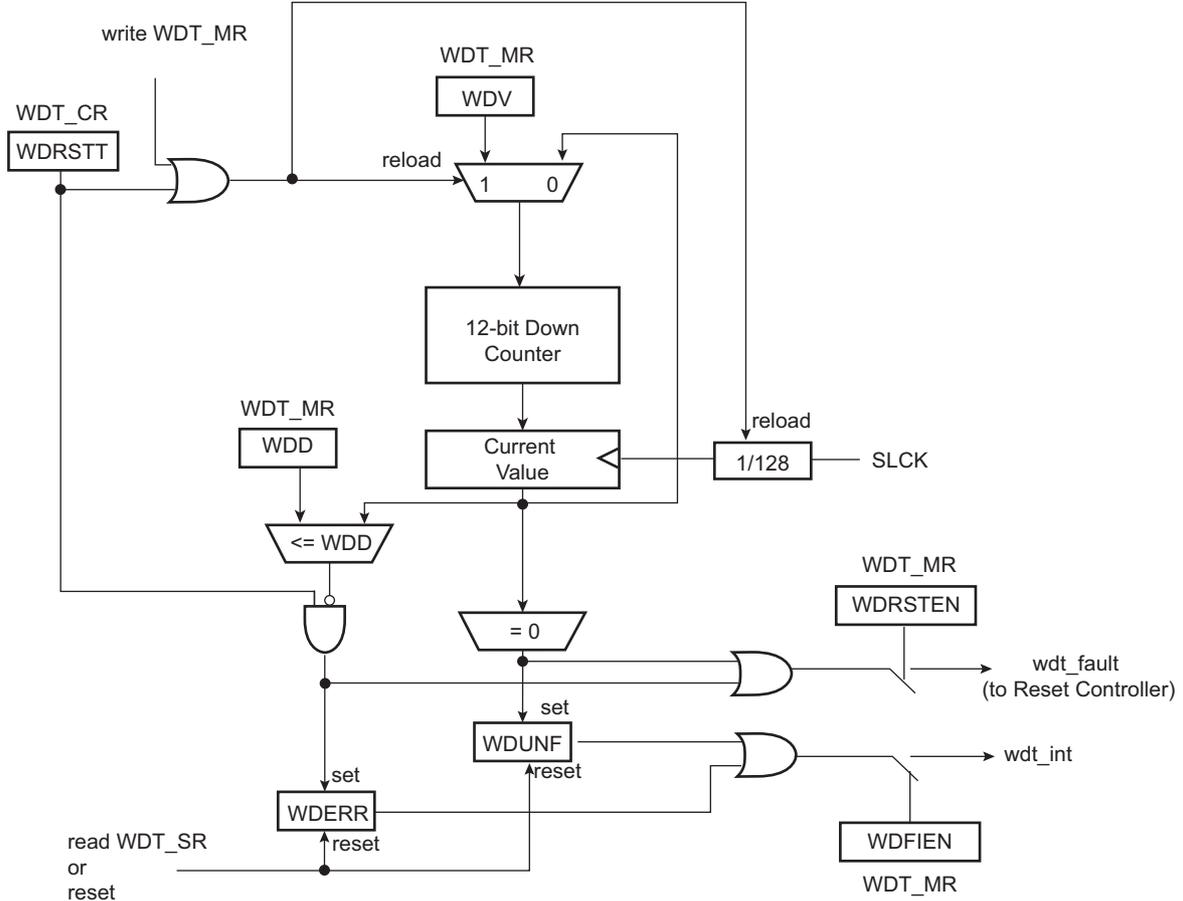 write WDT_MR
WDT_MR
WDV
WDT_CR
WDRSTT
reload
1 0
12-bit Down
Counter
WDT_MR
WDD
Current
Value
reload
1/128
SLCK
<= WDD
WDT_MR
WDRSTEN
= 0
wdt_fault
(to Reset Controller)
set
WDUNF
reset
wdt_int
set
WDERR
reset
read WDT_SR
or
reset
WDFIEN
WDT_MR